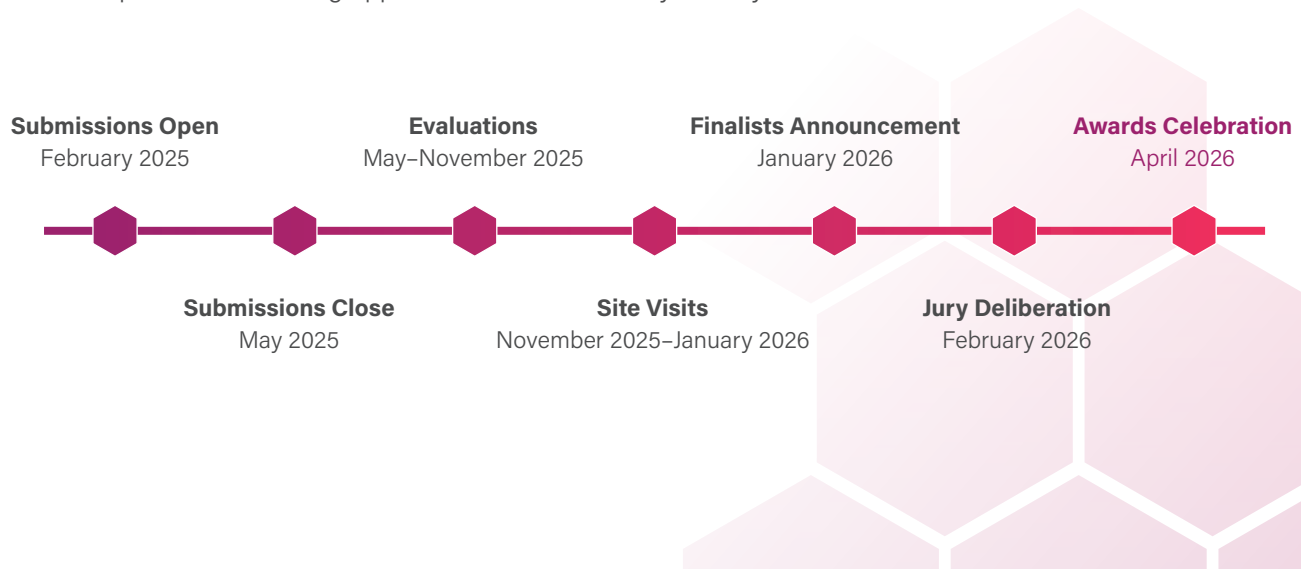 Submissions Open
February 2025
Submissions Close
May 2025
Evaluations
May–November 2025
Site Visits
November 2025–January 2026
Finalists Announcement
January 2026
Jury Deliberation
February 2026
Awards Celebration
April 2026